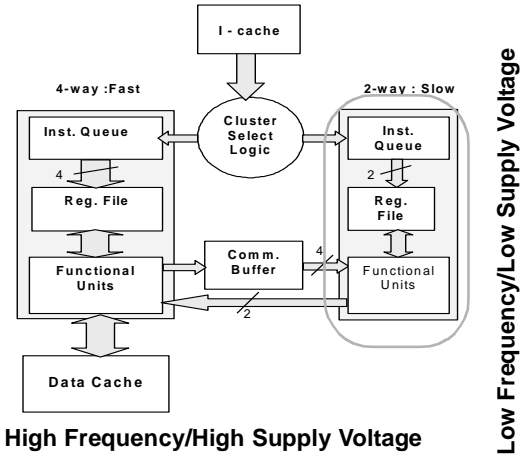 I - cache
4-way :Fast
2-way : Slow
Cluster
Select
Logic
Inst. Queue
Inst.
Queue
4
2
Reg. File
Reg.
File
Functional
Units
Comm.
Buffer
4
Functional
Units
2
Data Cache
High Frequency/High Supply Voltage
Low Frequency/Low Supply Voltage